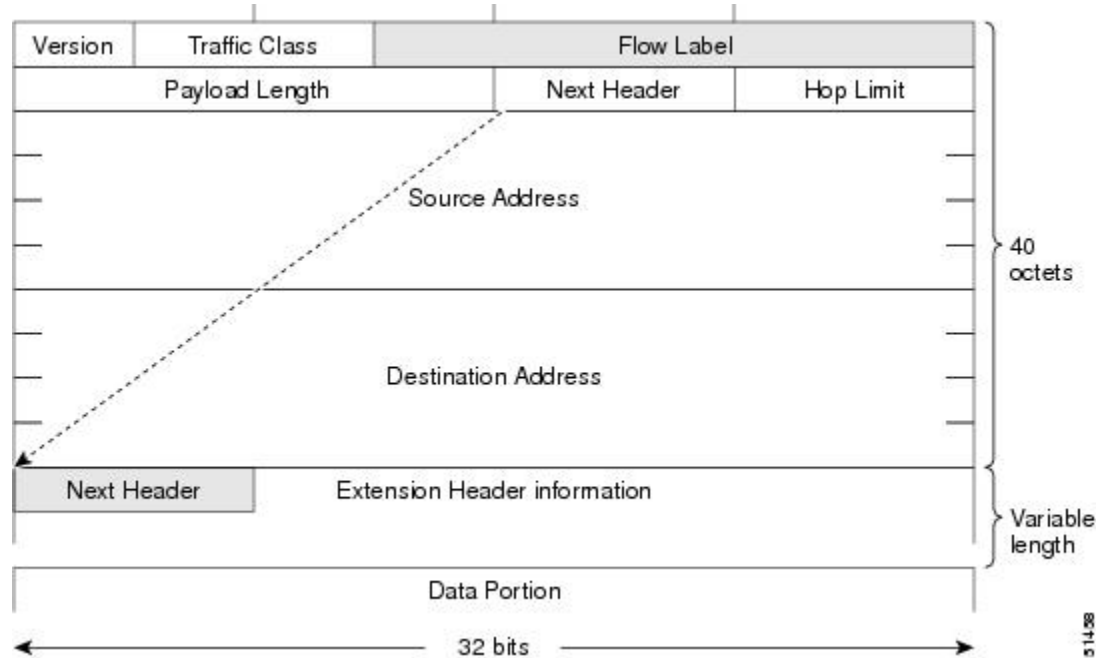 Version Traffic Class Flow Label
Payload Length Next Header Hop Limit
Source Address
40
octets
Destination Address
Next Header Extension Header information
Variable
length
Data Portion
32 bits
51458